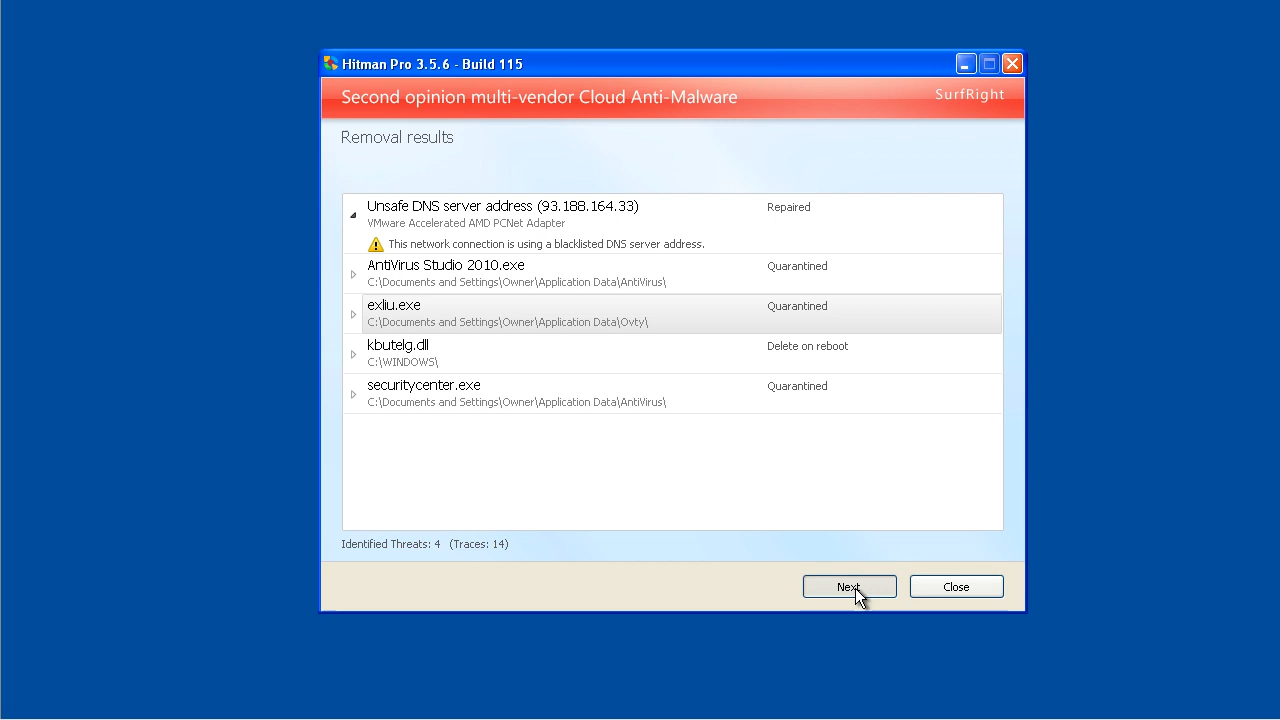 Hitman Pro 3.5.6 - Build 115
Second opinion multi-vendor Cloud Anti-Malware
SurfRight
Removal results
Unsafe DNS server address (93.188.164.33)
Repaired
VMware Accelerated AMD PCNet Adapter
This network connection is using a blacklisted DNS server address.
AntiVirus Studio 2010.exe
Quarantined
C:\Documents and Settings\Owner\Application Data\AntiVirus\
exliu.exe
Quarantined
C:\Documents and Settings\Owner\Application Data\Ovty\
kbutelg.dll
Delete on reboot
C:\WINDOWS\
securitycenter.exe
Quarantined
C:\Documents and Settings\Owner\Application Data\AntiVirus\
Identified Threats: 4 (Traces: 14)
Next
Close